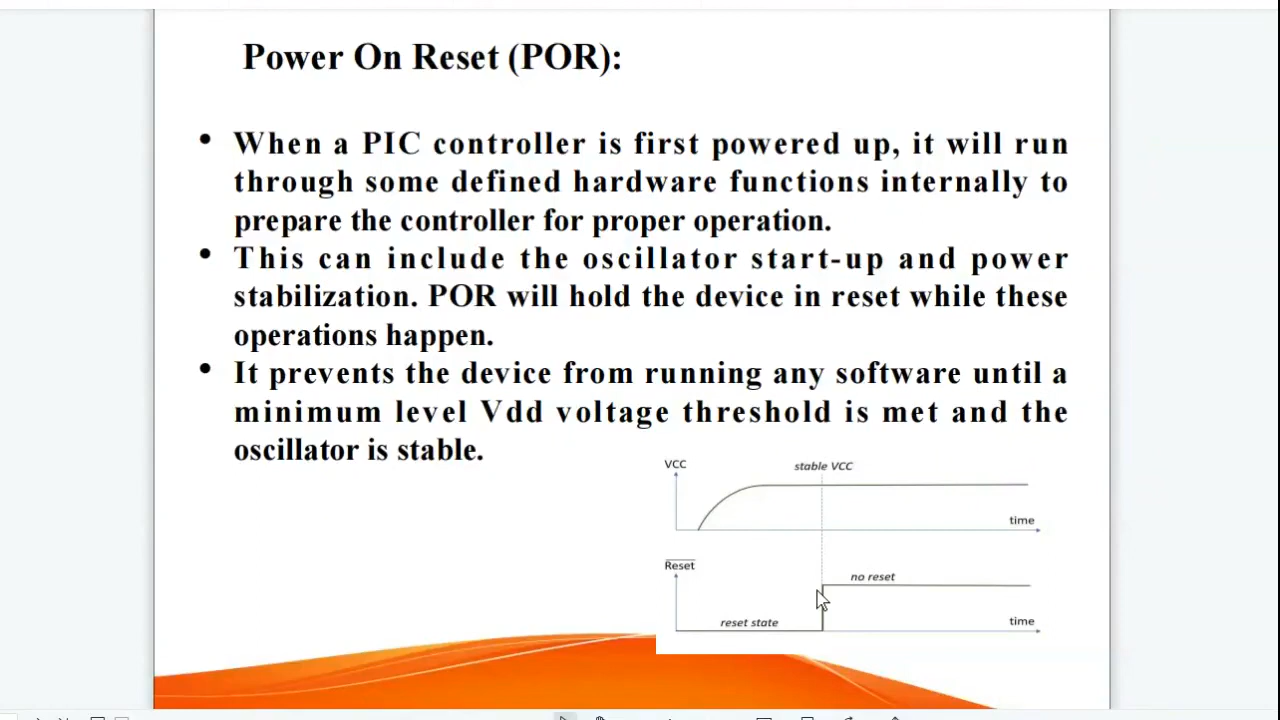 Power On Reset (POR):
• When a PIC controller is first powered up, it will run
through some defined hardware functions internally to
prepare the controller for proper operation.
• This can include the oscillator start-up and power
stabilization. POR will hold the device in reset while these
operations happen.
• It prevents the device from running any software until a
minimum level Vdd voltage threshold is met and the
oscillator is stable.
VCC
stable VCC
time
Reset
no reset
reset state
time